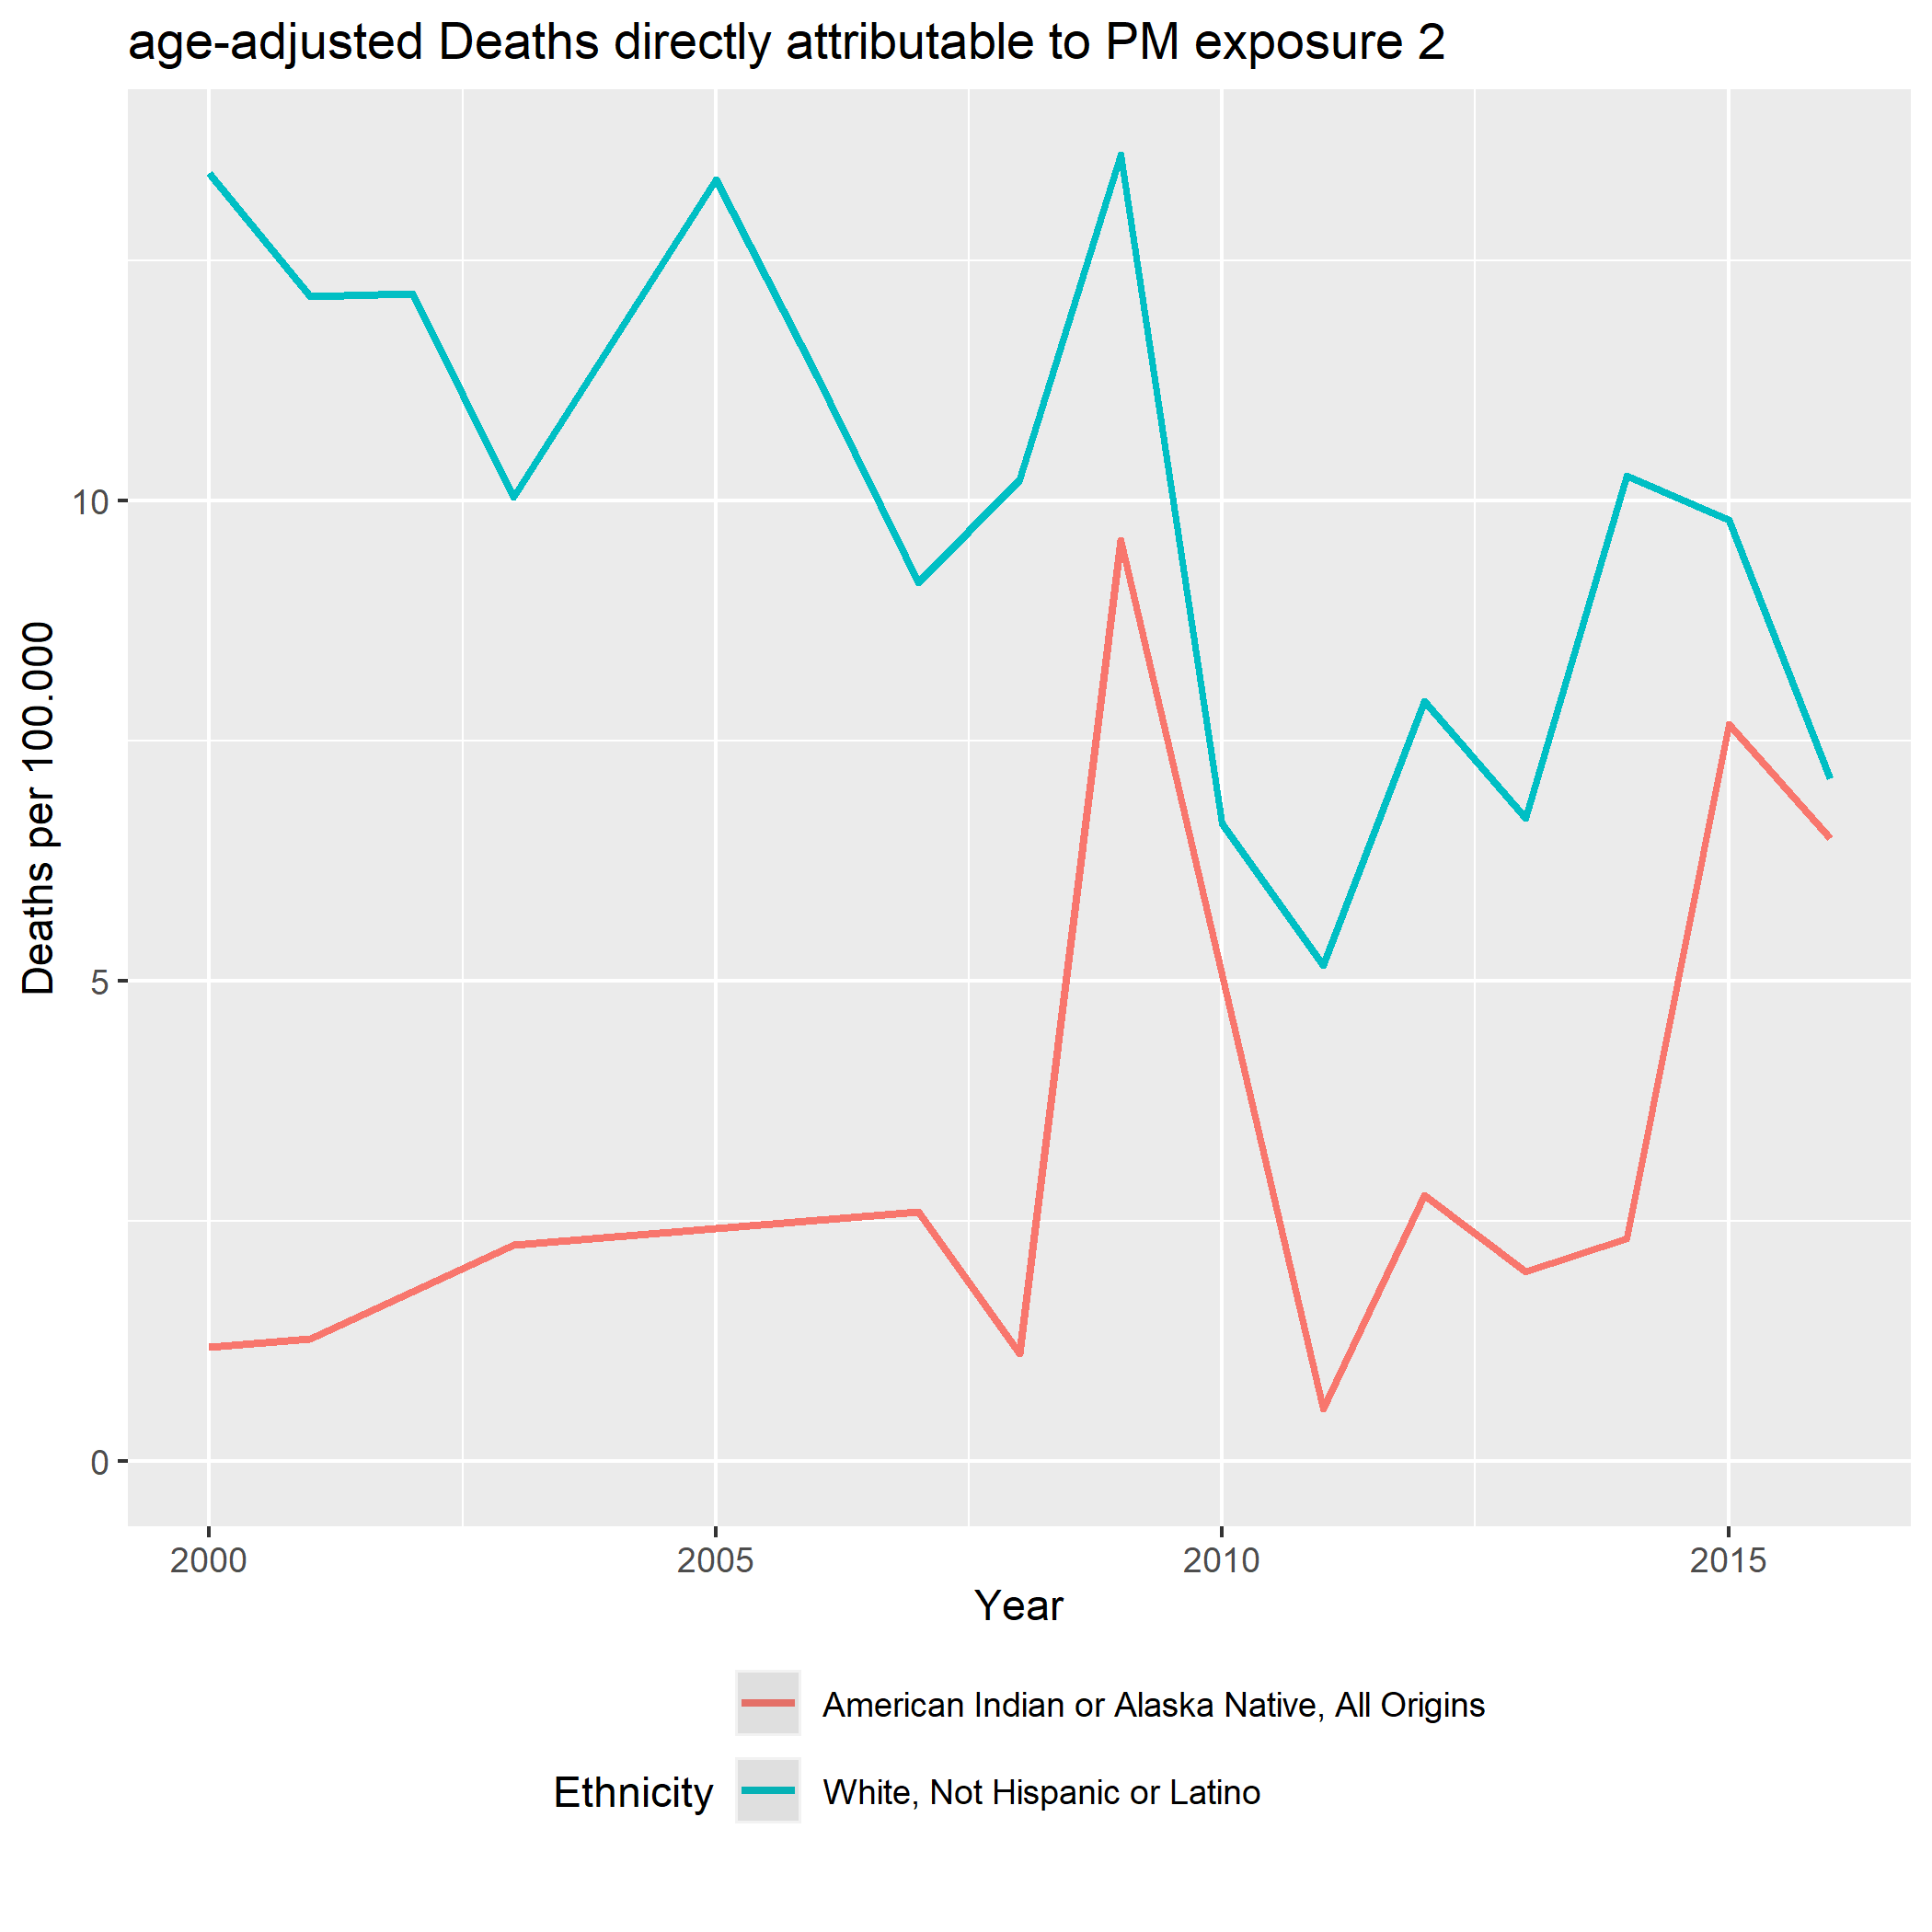 age-adjusted Deaths directly attributable to PM exposure 2
Deaths per 100.000
10
5
0
2000 2005 2010 2015
Year
Ethnicity
American Indian or Alaska Native, All Origins
White, Not Hispanic or Latino